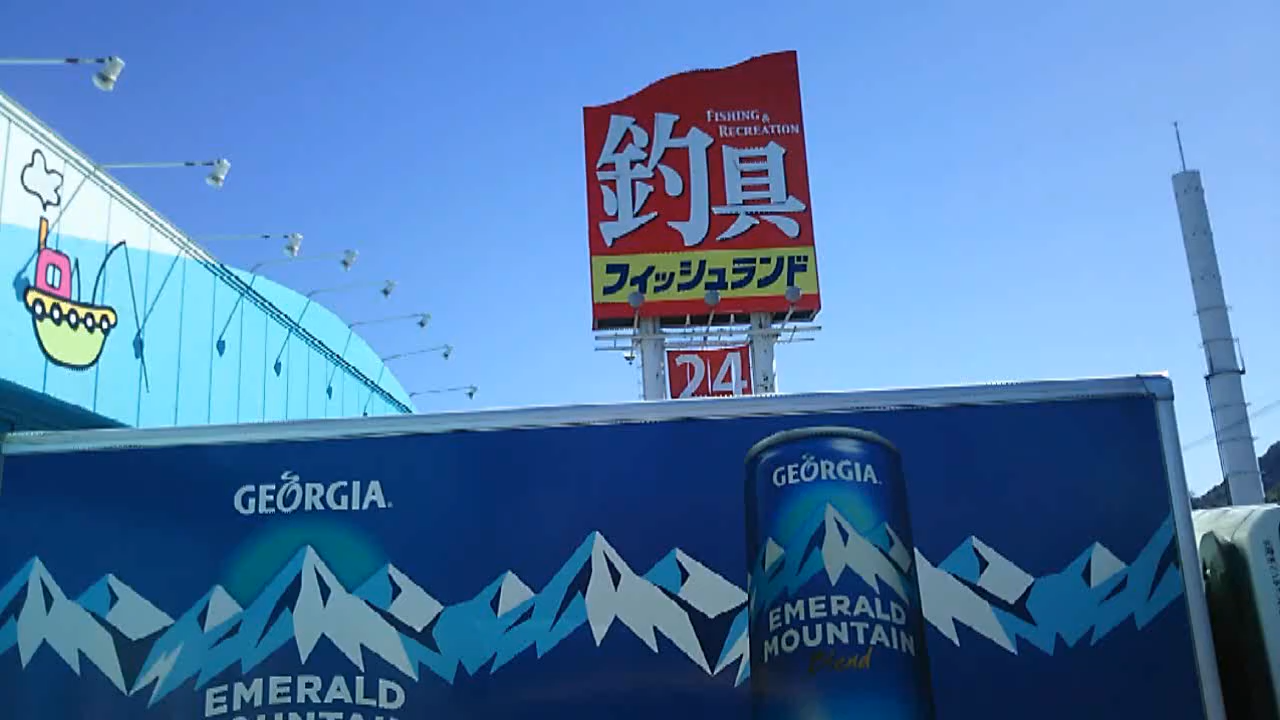 FISHING &
RECREATION
釣具
フィッシュランド
24
GEORGIA
EMERALD
MOUNTAIN
GEORGIA
EMERALD
MOUNTAIN
Blend